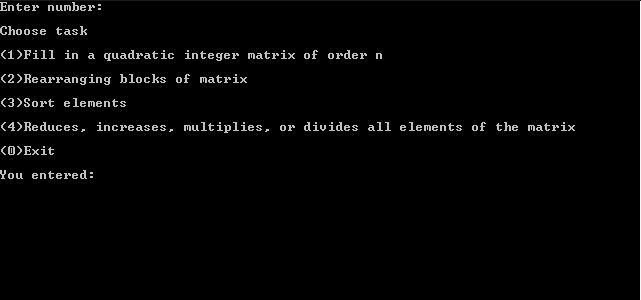 Enter number:
Choose task
(1)Fill in a quadratic integer matrix of order n
(2)Rearranging blocks of matrix
(3)Sort elements
(4)Reduces, increases, multiplies, or divides all elements of the matrix
(0)Exit
You entered: